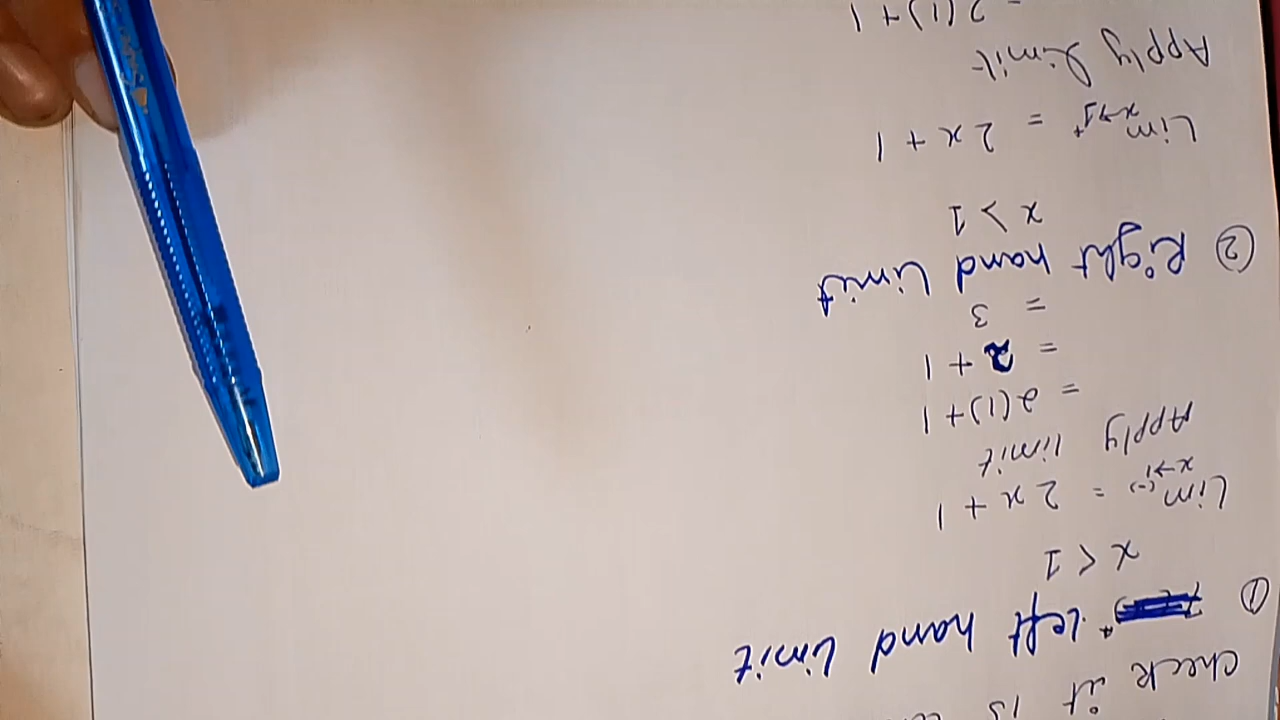 check it is
① Left hand Limit
x < 1
Lim x→1(-) = 2x + 1
Apply limit
= 2(1)+1
= 2 + 1
= 3
② Right hand Limit
x > 1
Lim x→1+ = 2x + 1
Apply limit
= 2(1)+1